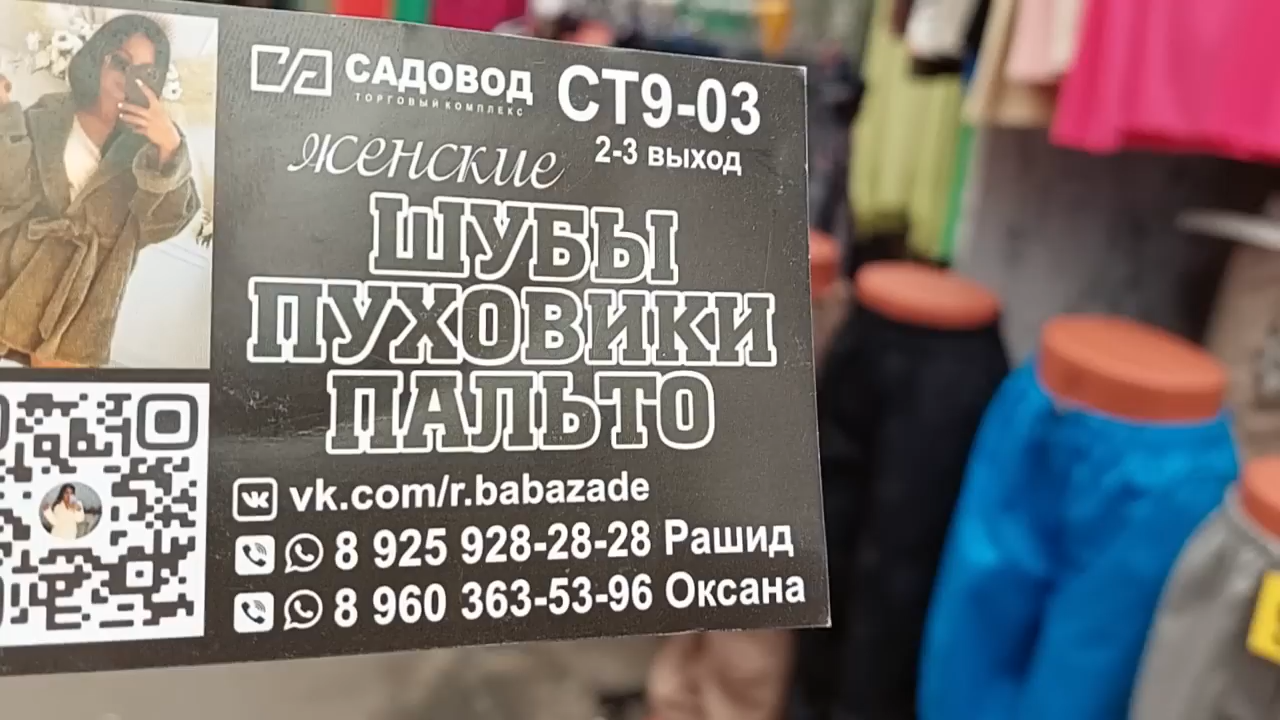 САДОВОД
ТОРГОВЫЙ КОМПЛЕКС
СТ9-03
2-3 выход
женские
ШУБЫ
ПУХОВИКИ
ПАЛЬТО
vk.com/r.babazade
8 925 928-28-28 Рашид
8 960 363-53-96 Оксана